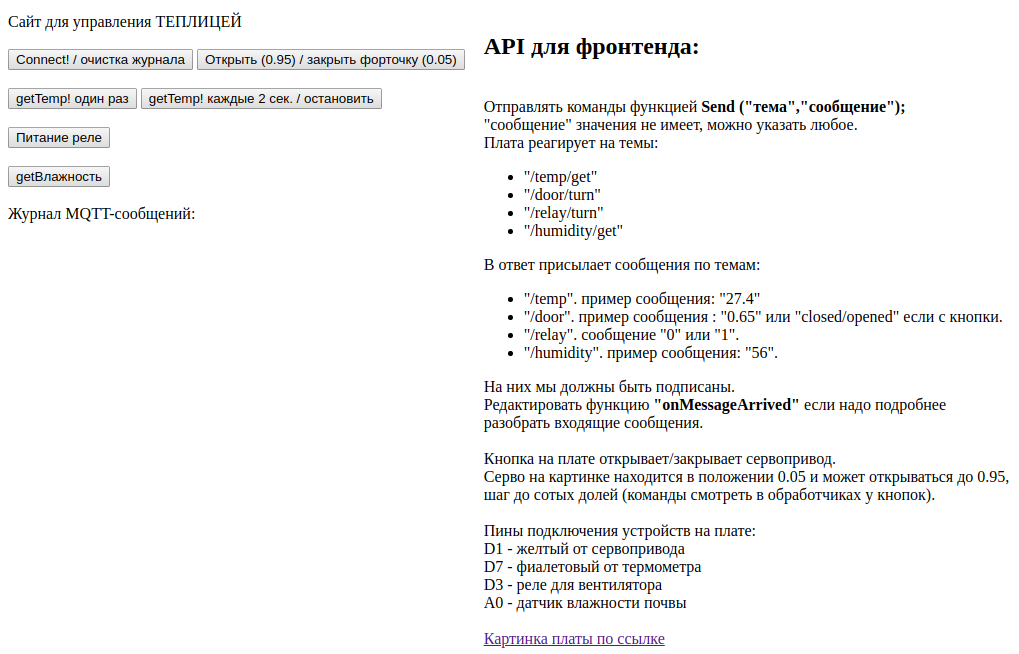 Сайт для управления ТЕПЛИЦЕЙ
Connect! / очистка журнала
Открыть (0.95) / закрыть форточку (0.05)
getTemp! один раз
getTemp! каждые 2 сек. / остановить
Питание реле
getВлажность
Журнал MQTT-сообщений:
API для фронтенда:
Отправлять команды функцией Send ("тема","сообщение");
"сообщение" значения не имеет, можно указать любое.
Плата реагирует на темы:
• "/temp/get"
• "/door/turn"
• "/relay/turn"
• "/humidity/get"
В ответ присылает сообщения по темам:
• "/temp". пример сообщения: "27.4"
• "/door". пример сообщения : "0.65" или "closed/opened" если с кнопки.
• "/relay". сообщение "0" или "1".
• "/humidity". пример сообщения: "56".
На них мы должны быть подписаны.
Редактировать функцию "onMessageArrived" если надо подробнее
разобрать входящие сообщения.
Кнопка на плате открывает/закрывает сервопривод.
Серво на картинке находится в положении 0.05 и может открываться до 0.95,
шаг до сотых долей (команды смотреть в обработчиках у кнопок).
Пины подключения устройств на плате:
D1 - желтый от сервопривода
D7 - фиалетовый от термометра
D3 - реле для вентилятора
A0 - датчик влажности почвы
Картинка платы по ссылке